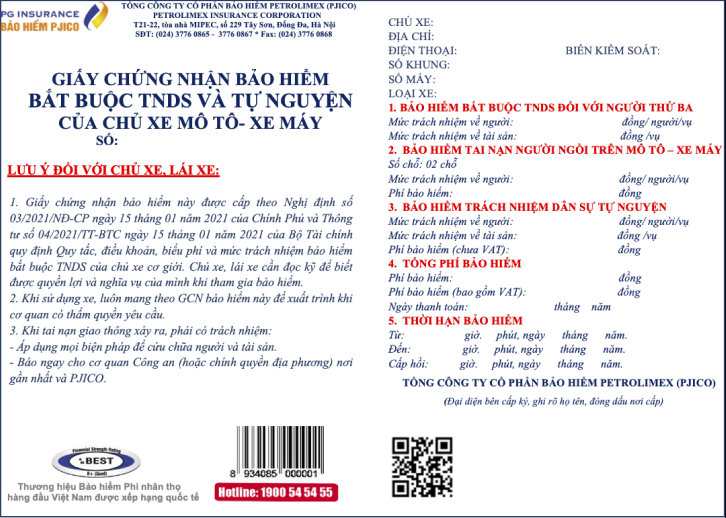 PG INSURANCE
BẢO HIỂM PJICO
TỔNG CÔNG TY CỔ PHẦN BẢO HIỂM PETROLIMEX (PJICO)
PETROLIMEX INSURANCE CORPORATION
T21-22, tòa nhà MIPEC, số 229 Tây Sơn, Đống Đa, Hà Nội
SĐT: (024) 3776 0865 - 3776 0867 * Fax: (024) 3776 0868
GIẤY CHỨNG NHẬN BẢO HIỂM
BẮT BUỘC TNDS VÀ TỰ NGUYỆN
CỦA CHỦ XE MÔ TÔ- XE MÁY
SỐ:
LƯU Ý ĐỐI VỚI CHỦ XE, LÁI XE:
1. Giấy chứng nhận bảo hiểm này được cấp theo Nghị định số
03/2021/NĐ-CP ngày 15 tháng 01 năm 2021 của Chính Phủ và Thông
tư số 04/2021/TT-BTC ngày 15 tháng 01 năm 2021 của Bộ Tài chính
quy định Quy tắc, điều khoản, biểu phí và mức trách nhiệm bảo hiểm
bắt buộc TNDS của chủ xe cơ giới. Chủ xe, lái xe cần đọc kỹ để biết
được quyền lợi và nghĩa vụ của mình khi tham gia bảo hiểm.
2. Khi sử dụng xe, luôn mang theo GCN bảo hiểm này để xuất trình khi
cơ quan có thẩm quyền yêu cầu.
3. Khi tai nạn giao thông xảy ra, phải có trách nhiệm:
- Áp dụng mọi biện pháp để cứu chữa người và tài sản.
- Báo ngay cho cơ quan Công an (hoặc chính quyền địa phương) nơi
gần nhất và PJICO.
Financial Strength Rating
BEST
B+ (Good)
Thương hiệu Bảo hiểm Phi nhân thọ
hàng đầu Việt Nam được xếp hạng quốc tế
8 934085 000001
Hotline: 1900 54 54 55
CHỦ XE:
ĐỊA CHỈ:
ĐIỆN THOẠI: BIỂN KIỂM SOÁT:
SỐ KHUNG:
SỐ MÁY:
LOẠI XE:
1. BẢO HIỂM BẮT BUỘC TNDS ĐỐI VỚI NGƯỜI THỨ BA
Mức trách nhiệm về người: đồng/ người/vụ
Mức trách nhiệm về tài sản: đồng /vụ
2. BẢO HIỂM TAI NẠN NGƯỜI NGỒI TRÊN MÔ TÔ – XE MÁY
Số chỗ: 02 chỗ
Mức trách nhiệm về người: đồng/ người/vụ
Phí bảo hiểm: đồng
3. BẢO HIỂM TRÁCH NHIỆM DÂN SỰ TỰ NGUYỆN
Mức trách nhiệm về người: đồng/ người/vụ
Mức trách nhiệm về tài sản: đồng /vụ
Phí bảo hiểm (chưa VAT): đồng
4. TỔNG PHÍ BẢO HIỂM
Phí bảo hiểm: đồng
Phí bảo hiểm (bao gồm VAT): đồng
Ngày thanh toán: tháng năm
5. THỜI HẠN BẢO HIỂM
Từ: giờ. phút, ngày tháng năm.
Đến: giờ. phút, ngày tháng năm.
Cấp hồi: giờ. phút, ngày tháng năm.
TỔNG CÔNG TY CỔ PHẦN BẢO HIỂM PETROLIMEX (PJICO)
(Đại diện bên cấp ký, ghi rõ họ tên, đóng dấu nơi cấp)